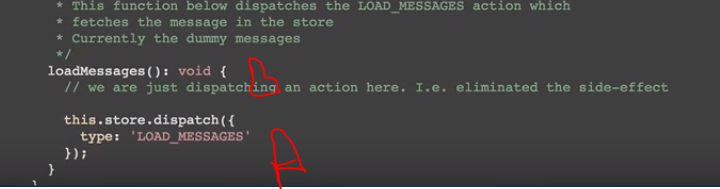 * This function below dispatches the LOAD_MESSAGES action which
* fetches the message in the store
* Currently the dummy messages
*/
loadMessages(): void {
B
// we are just dispatching an action here. I.e. eliminated the side-effect
this.store.dispatch({
type: 'LOAD_MESSAGES'
A
});
}